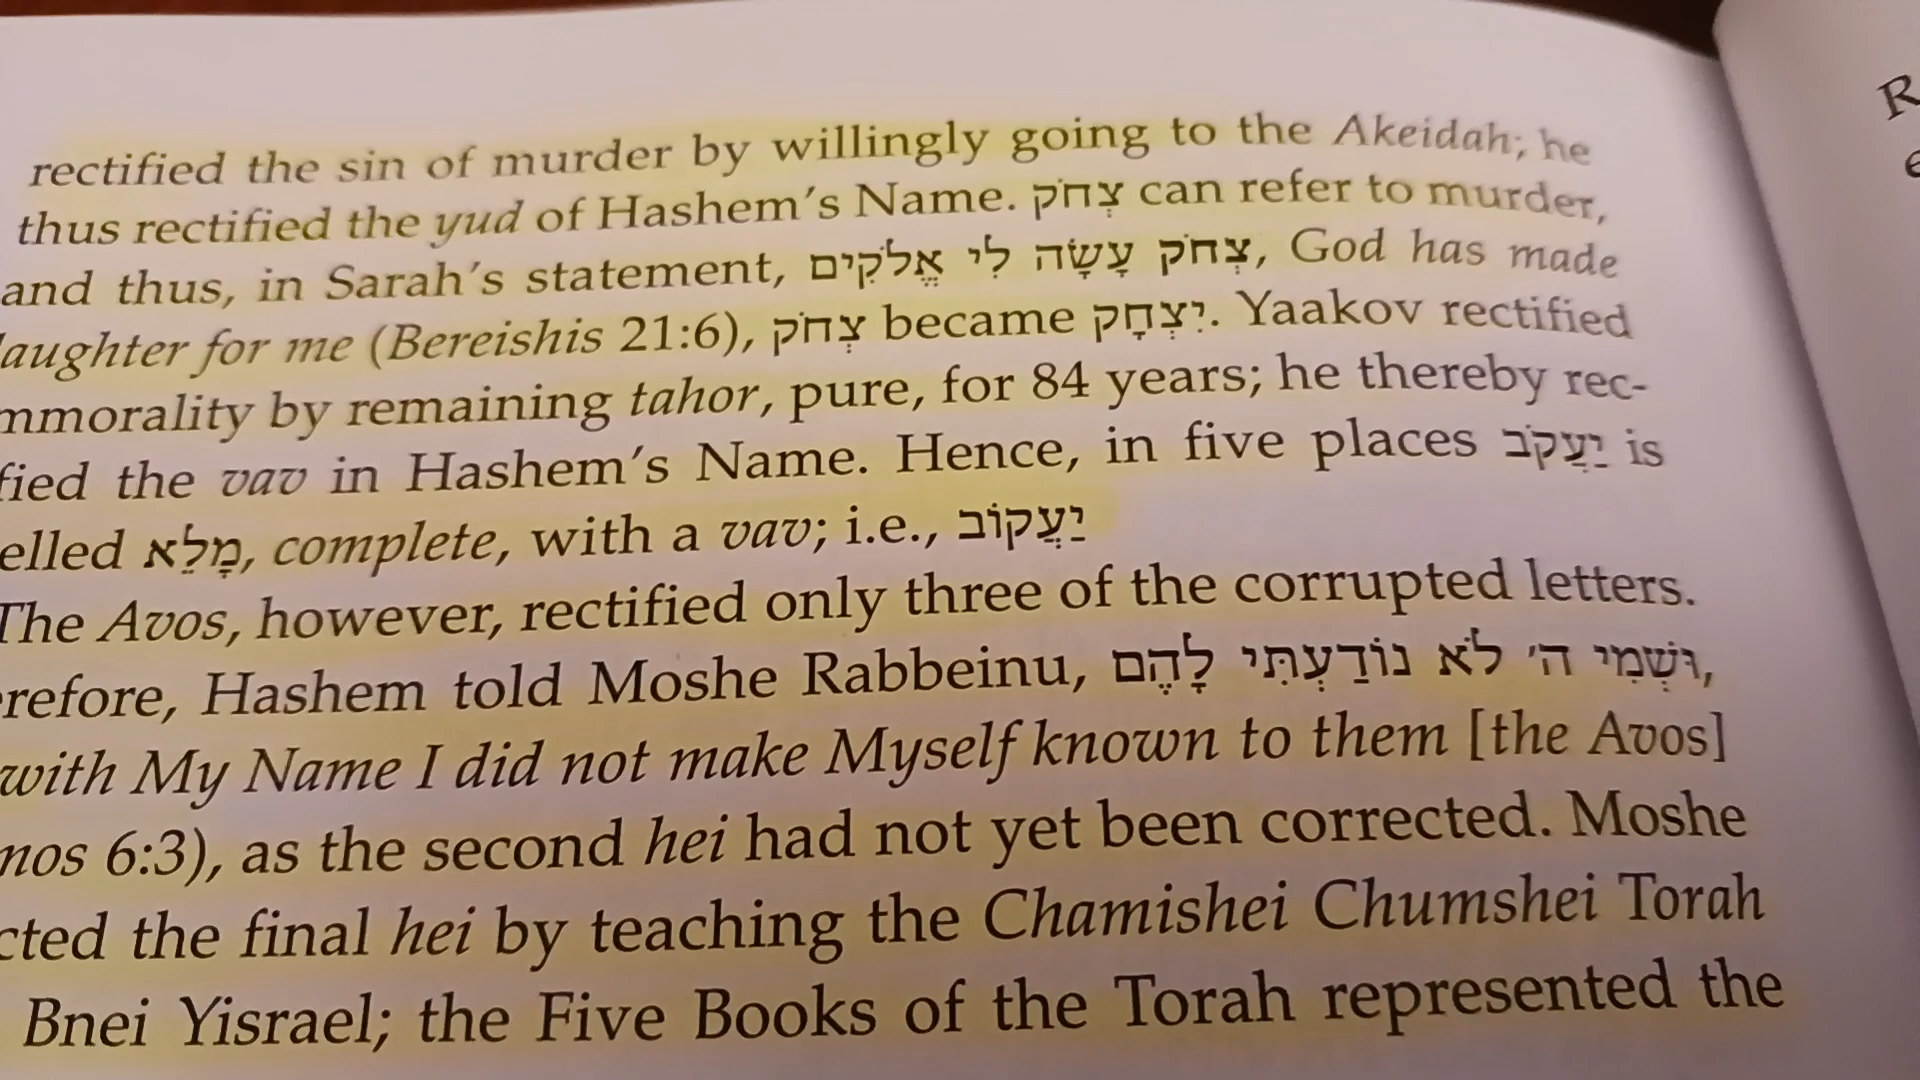 rectified the sin of murder by willingly going to the Akeidah; he
thus rectified the yud of Hashem's Name. צְחֹק can refer to murder,
and thus, in Sarah's statement, צְחֹק עָשָׂה לִי אֱלֹקִים, God has made
laughter for me (Bereishis 21:6), צְחֹק became יִצְחָק. Yaakov rectified
mmorality by remaining tahor, pure, for 84 years; he thereby rec-
fied the vav in Hashem's Name. Hence, in five places יַעֲקֹב is
elled מָלֵא, complete, with a vav; i.e., יַעֲקוֹב
The Avos, however, rectified only three of the corrupted letters.
refore, Hashem told Moshe Rabbeinu, וּשְׁמִי ה' לֹא נוֹדַעְתִּי לָהֶם,
with My Name I did not make Myself known to them [the Avos]
mos 6:3), as the second hei had not yet been corrected. Moshe
cted the final hei by teaching the Chamishei Chumshei Torah
Bnei Yisrael; the Five Books of the Torah represented the